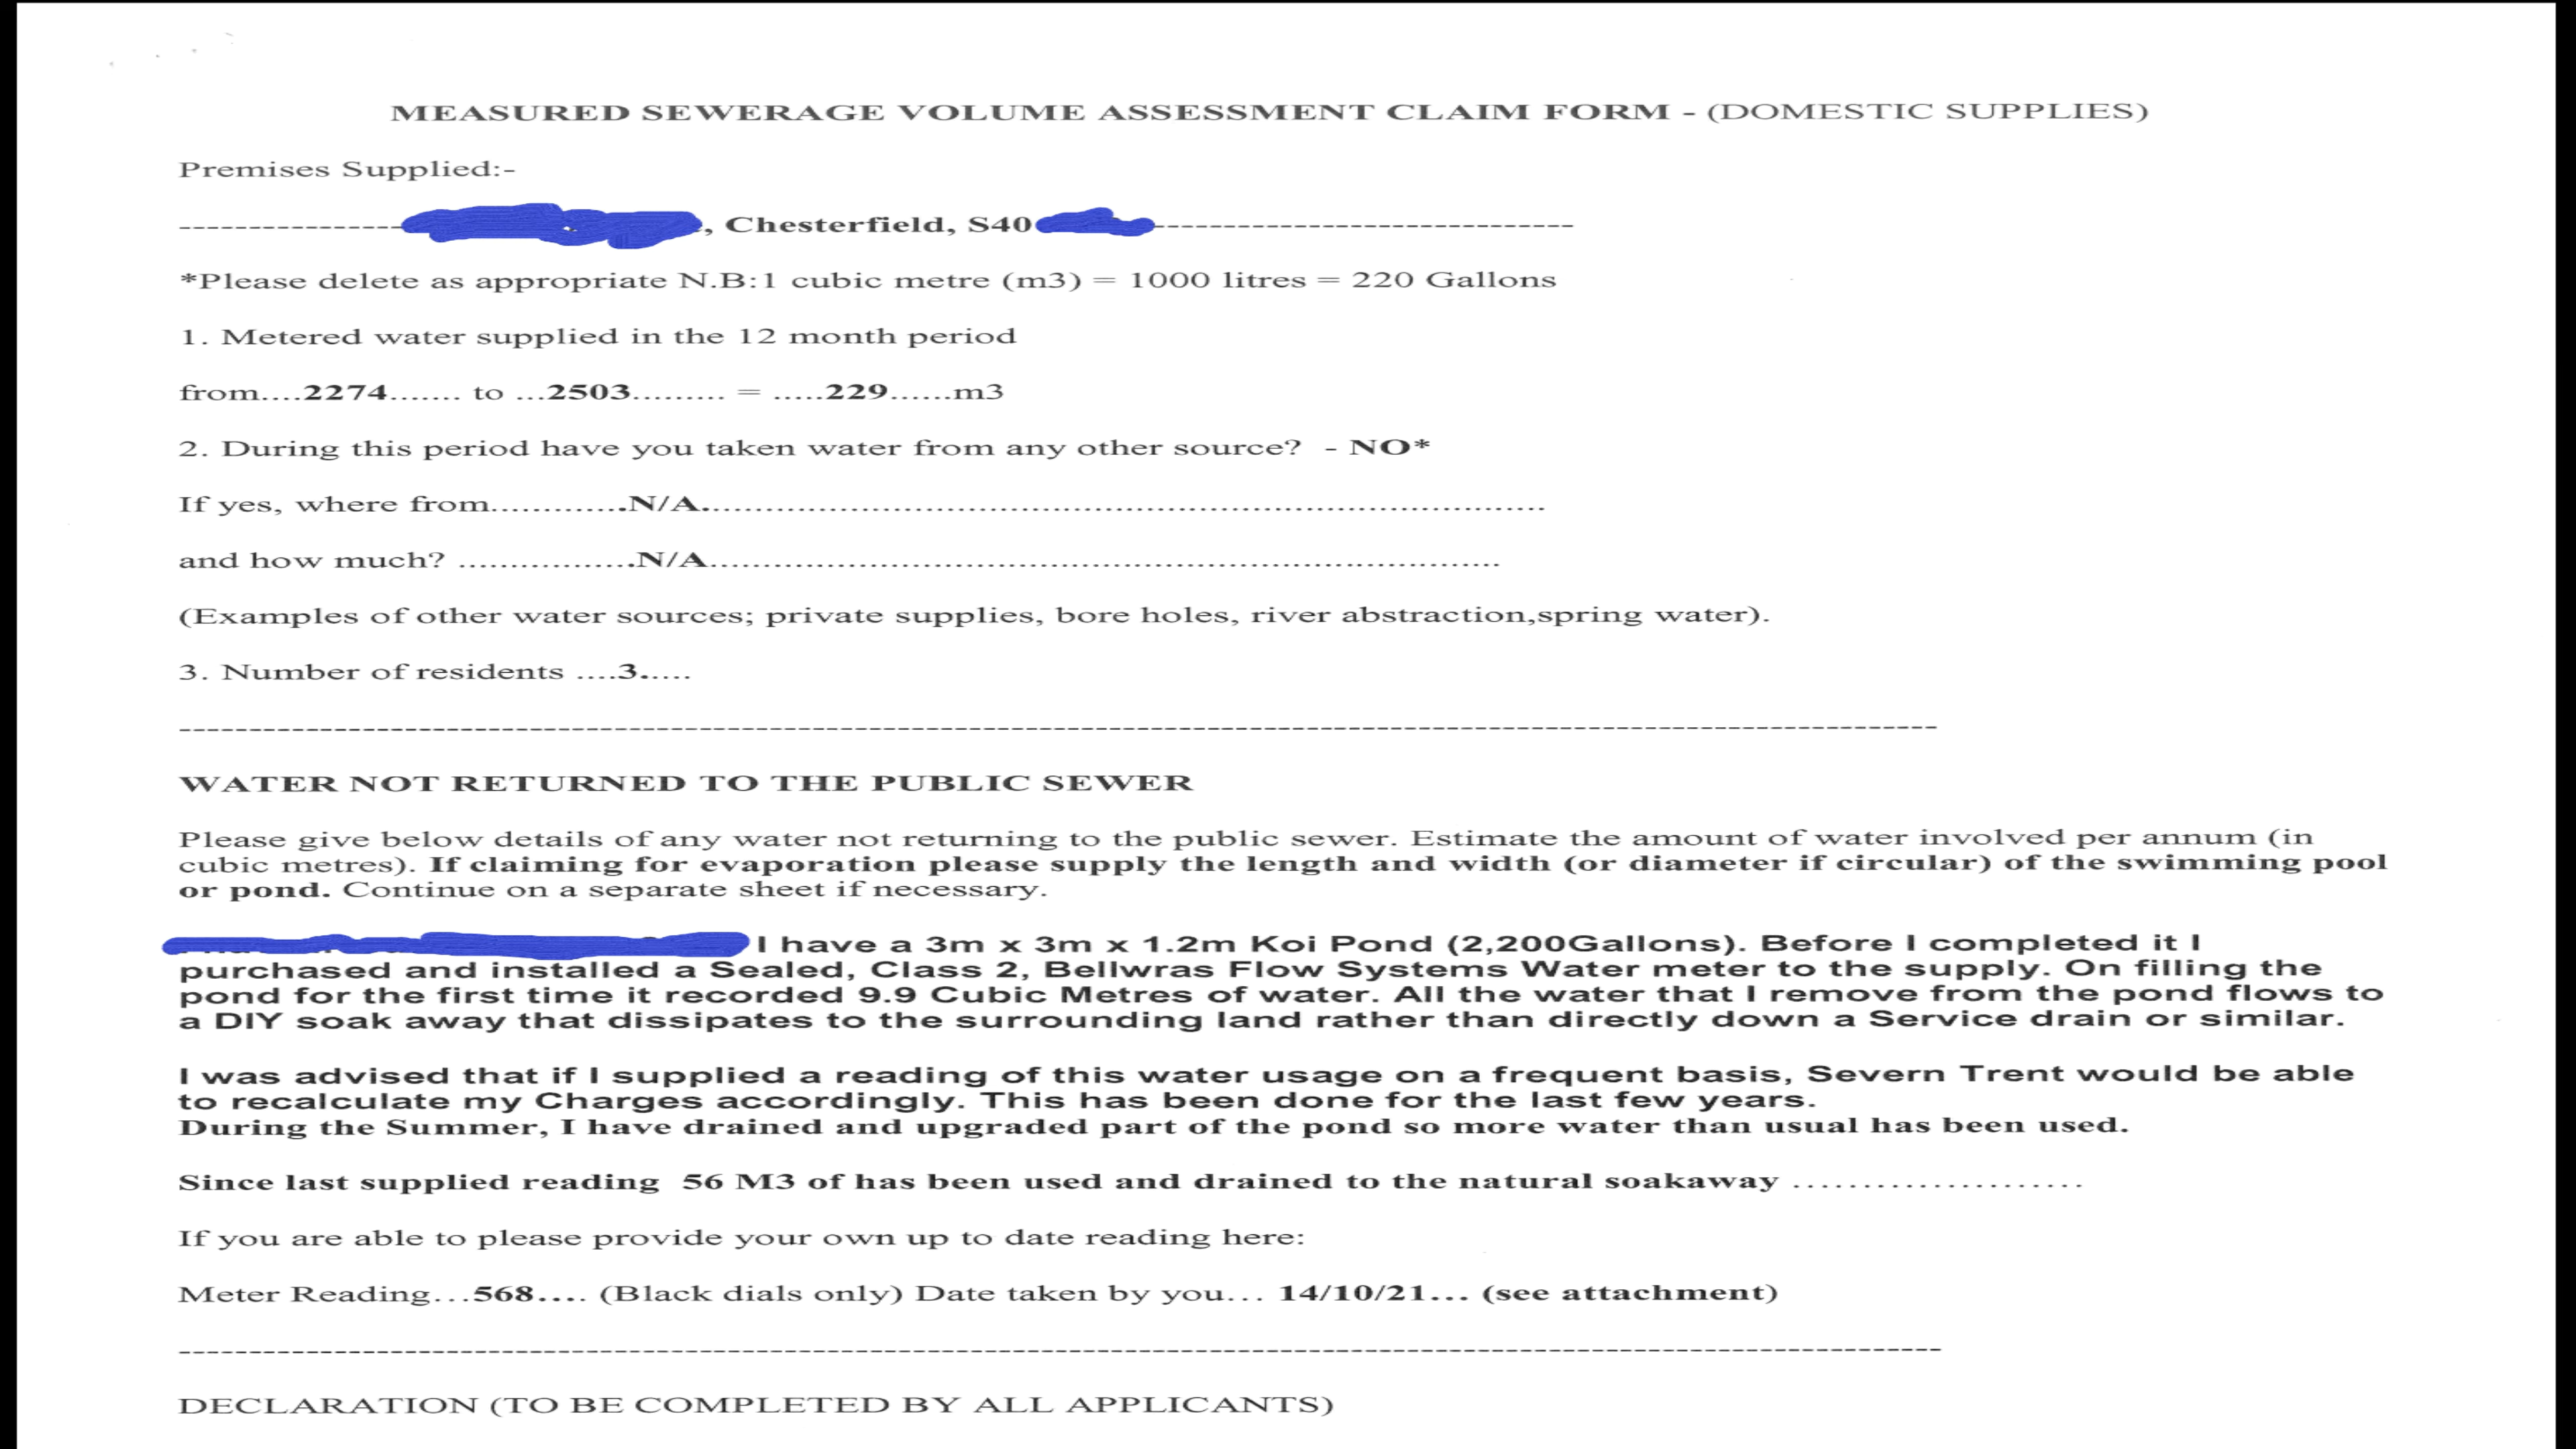 MEASURED SEWERAGE VOLUME ASSESSMENT CLAIM FORM - (DOMESTIC SUPPLIES)
Premises Supplied:-
----------------, Chesterfield, S40------------------------------
*Please delete as appropriate N.B:1 cubic metre (m3) = 1000 litres = 220 Gallons
1. Metered water supplied in the 12 month period
from....2274....... to ...2503......... = .....229......m3
2. During this period have you taken water from any other source?  - NO*
If yes, where from.............N/A...............................................................................
and how much? .................N/A...........................................................................
(Examples of other water sources; private supplies, bore holes, river abstraction,spring water).
3. Number of residents ....3.....
------------------------------------------------------------------------------------------------------------------------------
WATER NOT RETURNED TO THE PUBLIC SEWER
Please give below details of any water not returning to the public sewer. Estimate the amount of water involved per annum (in
cubic metres). If claiming for evaporation please supply the length and width (or diameter if circular) of the swimming pool
or pond. Continue on a separate sheet if necessary.
I have a 3m x 3m x 1.2m Koi Pond (2,200Gallons). Before I completed it I
purchased and installed a Sealed, Class 2, Bellwras Flow Systems Water meter to the supply. On filling the
pond for the first time it recorded 9.9 Cubic Metres of water. All the water that I remove from the pond flows to
a DIY soak away that dissipates to the surrounding land rather than directly down a Service drain or similar.
I was advised that if I supplied a reading of this water usage on a frequent basis, Severn Trent would be able
to recalculate my Charges accordingly. This has been done for the last few years.
During the Summer, I have drained and upgraded part of the pond so more water than usual has been used.
Since last supplied reading  56 M3 of has been used and drained to the natural soakaway .....................
If you are able to please provide your own up to date reading here:
Meter Reading...568.... (Black dials only) Date taken by you... 14/10/21... (see attachment)
------------------------------------------------------------------------------------------------------------------------------
DECLARATION (TO BE COMPLETED BY ALL APPLICANTS)